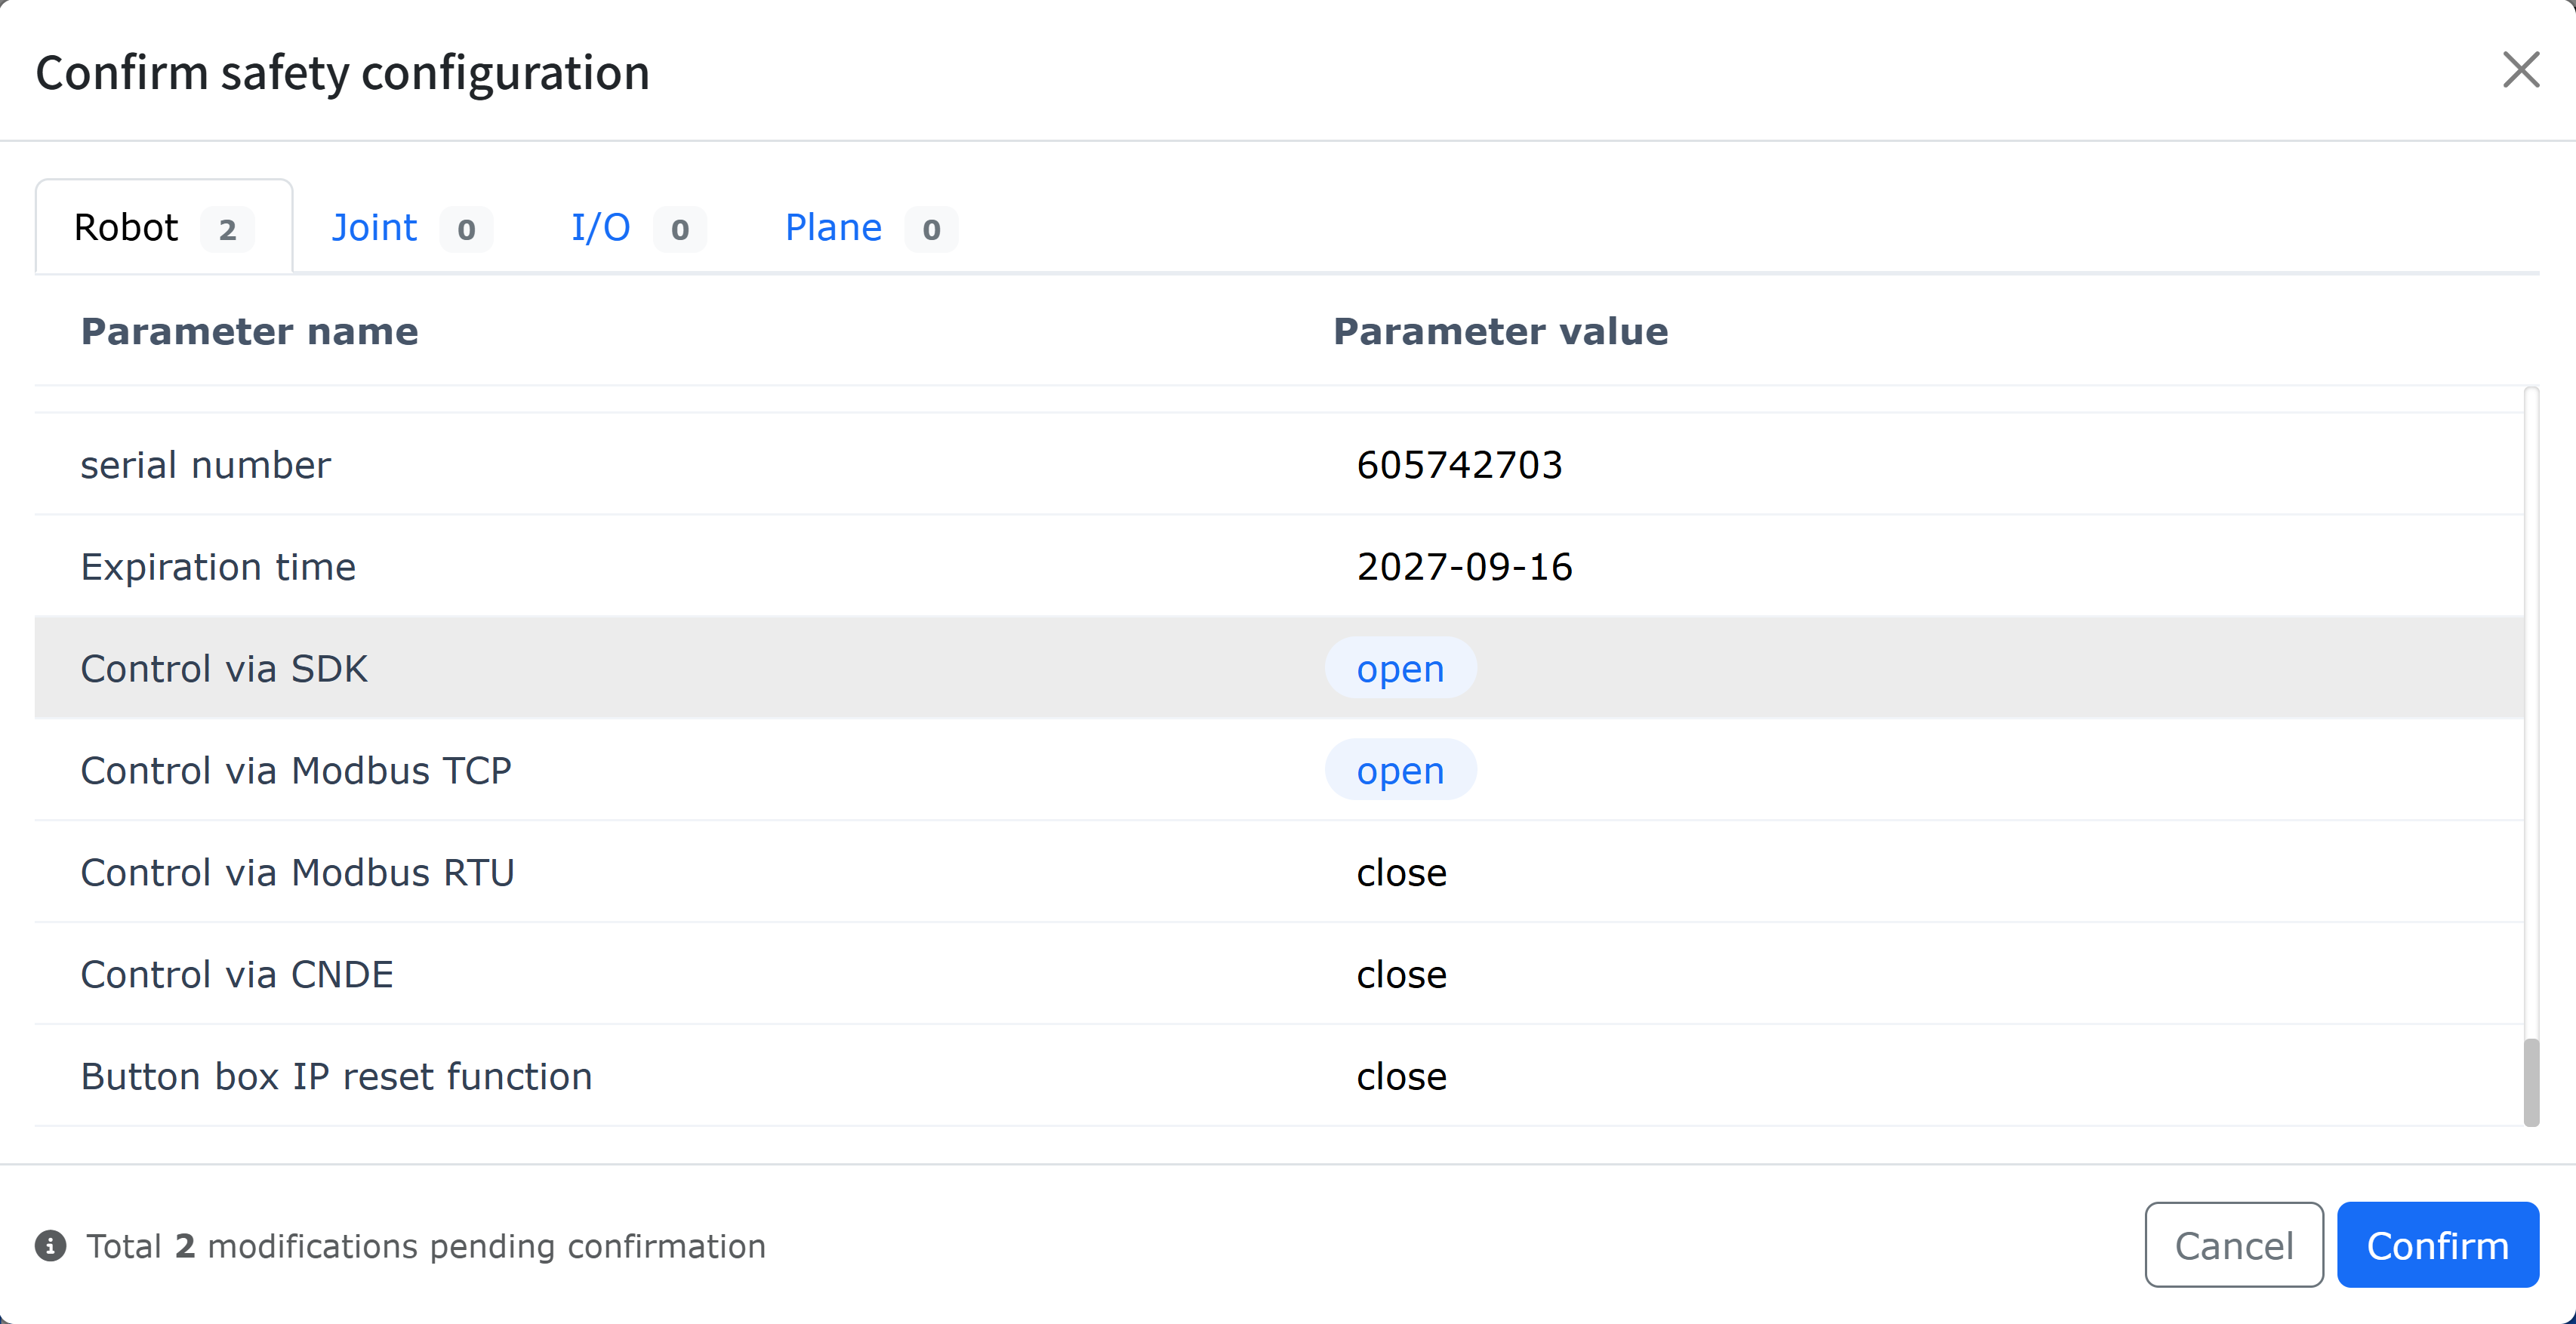 Confirm safety configuration
Robot 2 Joint 0 I/O 0 Plane 0
Parameter name Parameter value
serial number 605742703
Expiration time 2027-09-16
Control via SDK open
Control via Modbus TCP open
Control via Modbus RTU close
Control via CNDE close
Button box IP reset function close
Total 2 modifications pending confirmation
Cancel Confirm